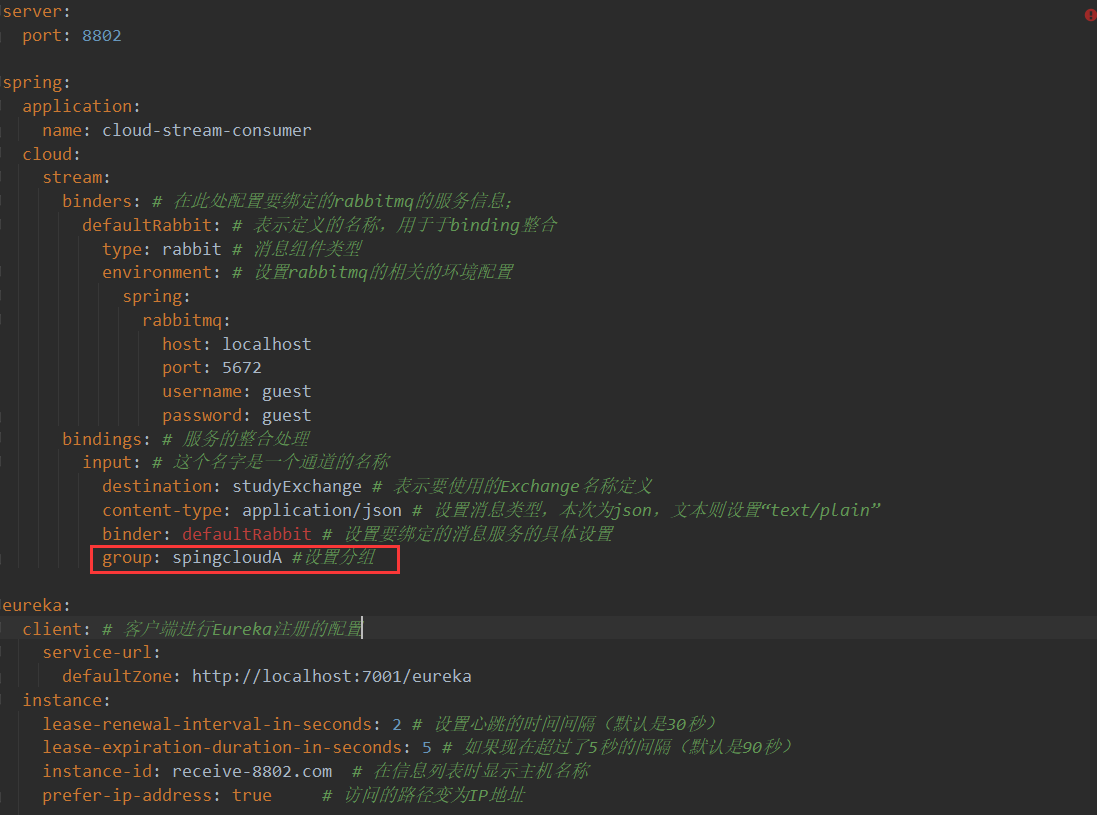 server:
  port: 8802

spring:
  application:
    name: cloud-stream-consumer
  cloud:
    stream:
      binders: # 在此处配置要绑定的rabbitmq的服务信息;
        defaultRabbit: # 表示定义的名称，用于于binding整合
          type: rabbit # 消息组件类型
          environment: # 设置rabbitmq的相关的环境配置
            spring:
              rabbitmq:
                host: localhost
                port: 5672
                username: guest
                password: guest
      bindings: # 服务的整合处理
        input: # 这个名字是一个通道的名称
          destination: studyExchange # 表示要使用的Exchange名称定义
          content-type: application/json # 设置消息类型，本次为json，文本则设置“text/plain”
          binder: defaultRabbit # 设置要绑定的消息服务的具体设置
          group: spingcloudA #设置分组

eureka:
  client: # 客户端进行Eureka注册的配置
    service-url:
      defaultZone: http://localhost:7001/eureka
  instance:
    lease-renewal-interval-in-seconds: 2 # 设置心跳的时间间隔（默认是30秒）
    lease-expiration-duration-in-seconds: 5 # 如果现在超过了5秒的间隔（默认是90秒）
    instance-id: receive-8802.com  # 在信息列表时显示主机名称
    prefer-ip-address: true     # 访问的路径变为IP地址